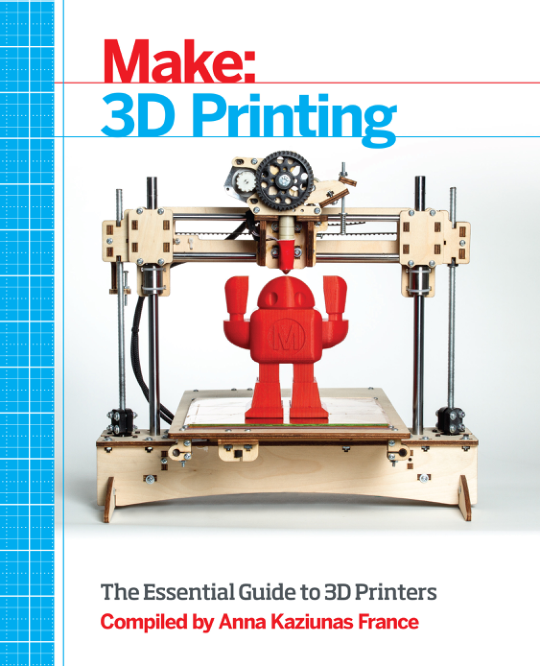 Make:
3D Printing
M
The Essential Guide to 3D Printers
Compiled by Anna Kaziunas France